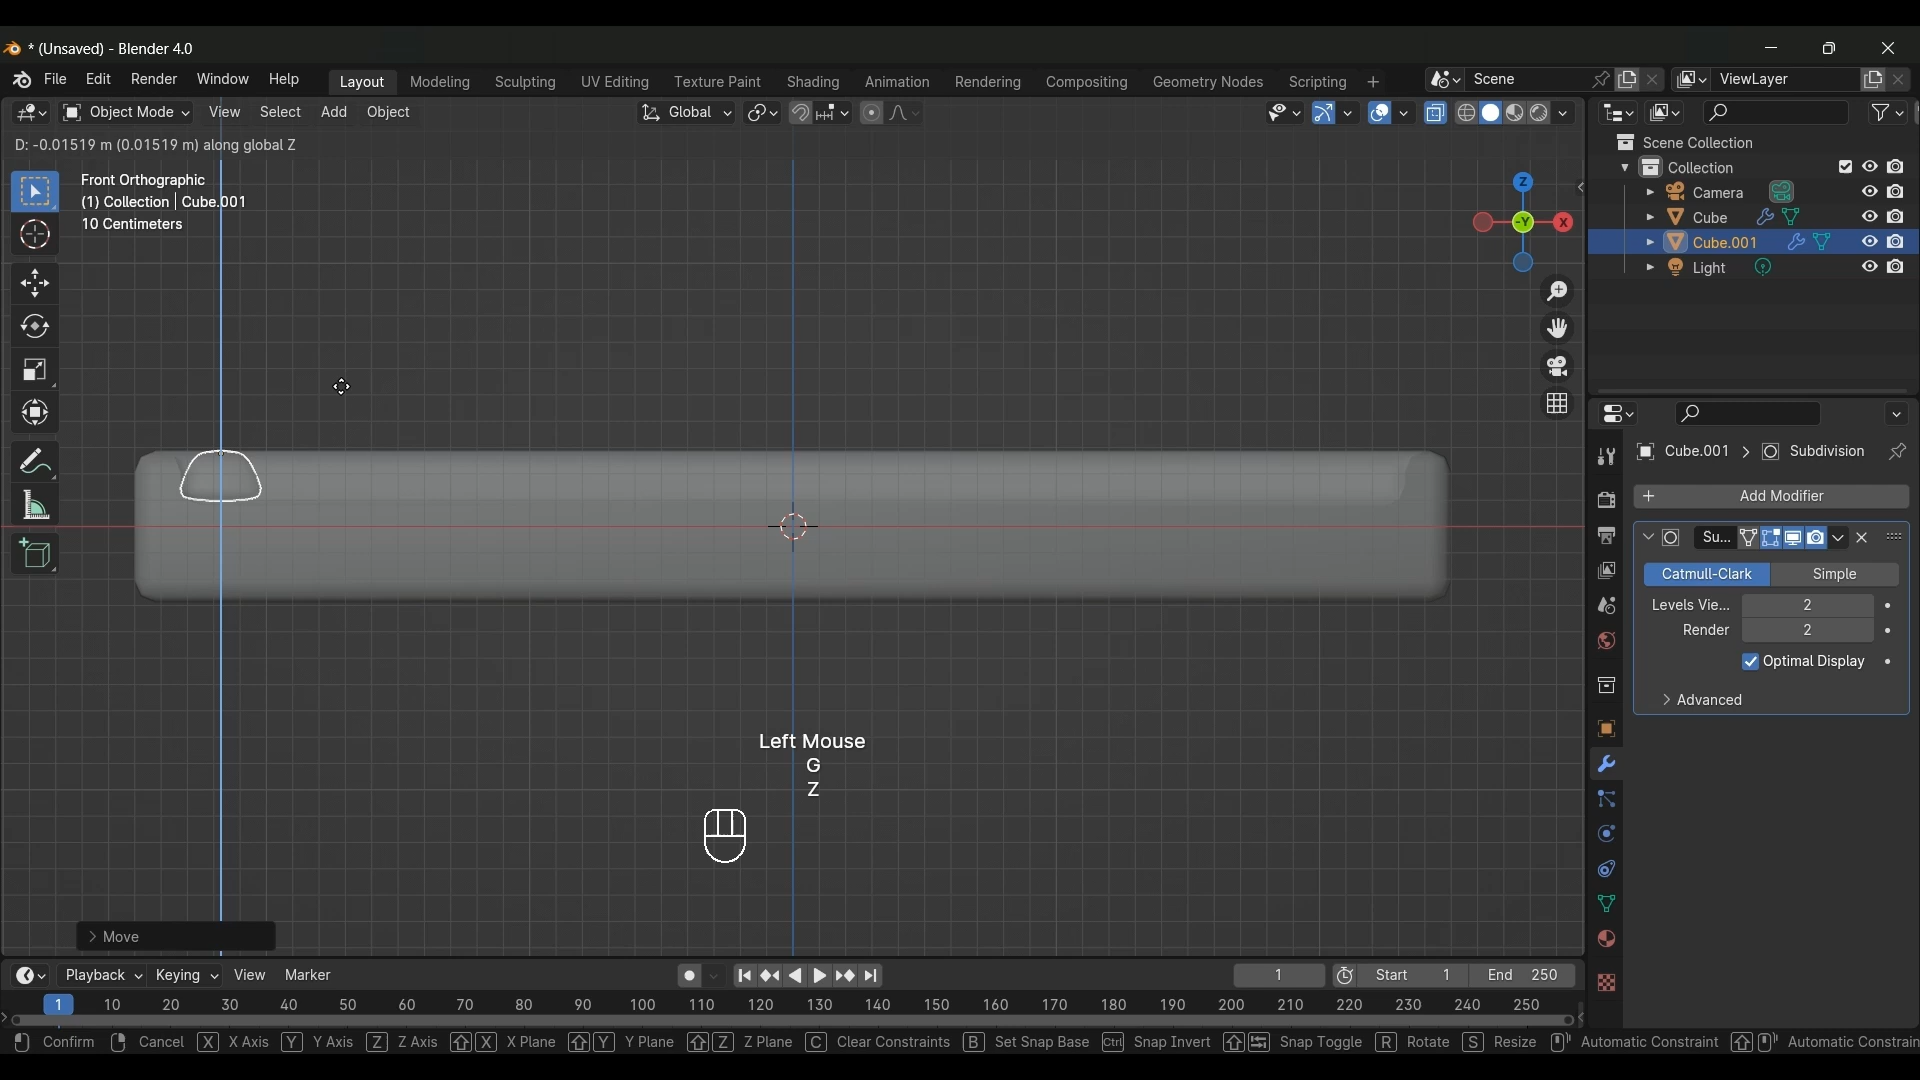 * (Unsaved) - Blender 4.0
File Edit Render Window Help Layout Modeling Sculpting UV Editing Texture Paint Shading Animation Rendering Compositing Geometry Nodes Scripting + Scene ViewLayer
Object Mode View Select Add Object Global
D: -0.01519 m (0.01519 m) along global Z
Front Orthographic
(1) Collection | Cube.001
10 Centimeters
Z
-Y
X
Scene Collection
Collection
Camera
Cube
Cube.001
Light
Cube.001 > Subdivision
+ Add Modifier
Su...
Catmull-Clark Simple
Levels Vie... 2
Render 2
Optimal Display
> Advanced
Left Mouse
G
Z
> Move
Playback Keying View Marker 1 Start 1 End 250
1 10 20 30 40 50 60 70 80 90 100 110 120 130 140 150 160 170 180 190 200 210 220 230 240 250
Confirm Cancel X X Axis Y Y Axis Z Z Axis X X Plane Y Y Plane Z Z Plane C Clear Constraints B Set Snap Base Ctrl Snap Invert Snap Toggle R Rotate S Resize Automatic Constraint Automatic Constrain